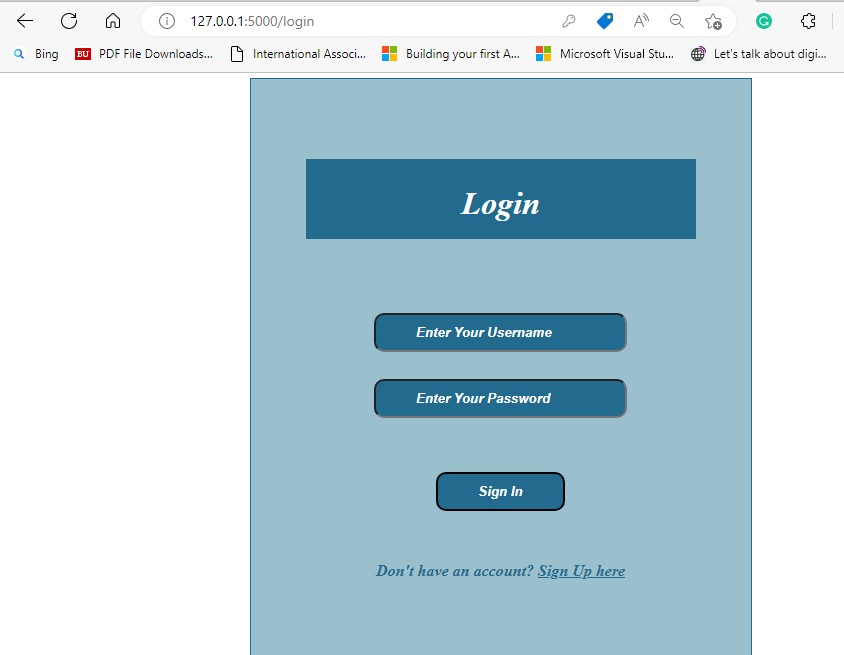 127.0.0.1:5000/login
Bing BU PDF File Downloads... International Associ... Building your first A... Microsoft Visual Stu... Let's talk about digi...
Login
Enter Your Username
Enter Your Password
Sign In
Don't have an account? Sign Up here